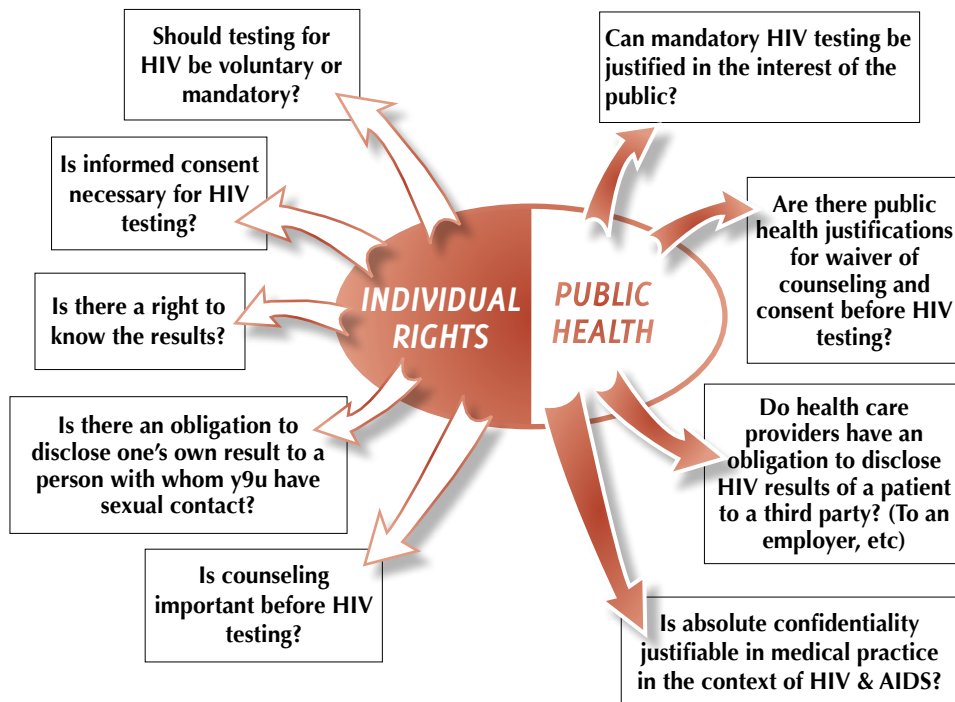 Should testing for
HIV be voluntary or
mandatory?
Is informed consent
necessary for HIV
testing?
Is there a right to
know the results?
Is there an obligation to
disclose one's own result to a
person with whom y9u have
sexual contact?
Is counseling
important before HIV
testing?
INDIVIDUAL
RIGHTS
PUBLIC
HEALTH
Can mandatory HIV testing be
justified in the interest of the
public?
Are there public
health justifications
for waiver of
counseling and
consent before HIV
testing?
Do health care
providers have an
obligation to disclose
HIV results of a patient
to a third party? (To an
employer, etc)
Is absolute confidentiality
justifiable in medical practice
in the context of HIV & AIDS?